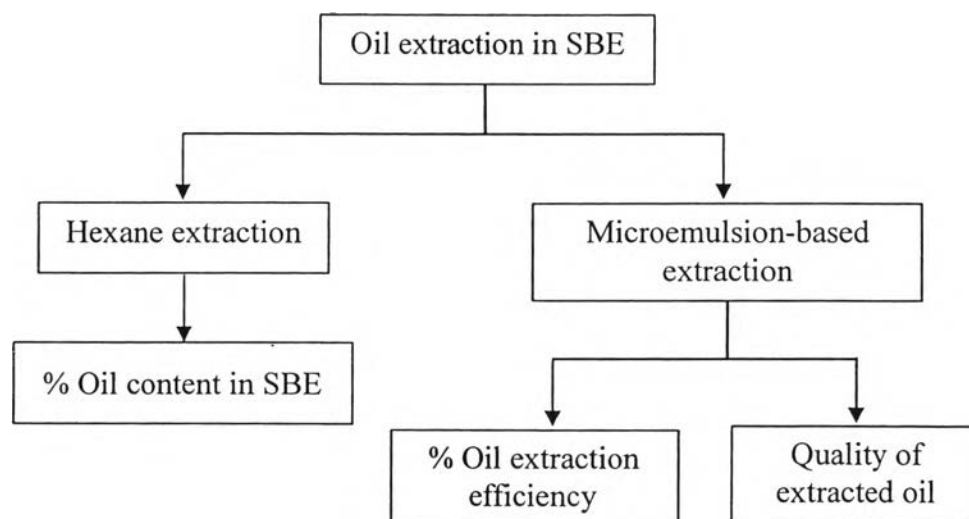 Oil extraction in SBE
Hexane extraction
Microemulsion-based
extraction
% Oil content in SBE
% Oil extraction
efficiency
Quality of
extracted oil